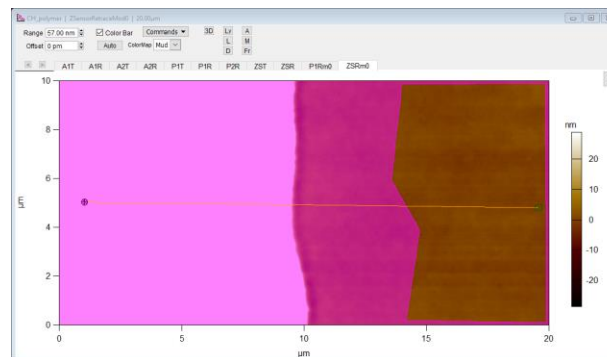 CH_polymer | ZSensorRetraceMod0 | 20.00um
Range 57.00 nm Color Bar Commands 3D Lr A
Offset 0 pm Auto ColorMap Mud L M
D Fr
A1T A1R A2T A2R P1T P1R P2R ZST ZSR P1Rm0 ZSRm0
10
8
6
4
2
0
µm
0 5 10 15 20
µm
nm
20
10
0
-10
-20